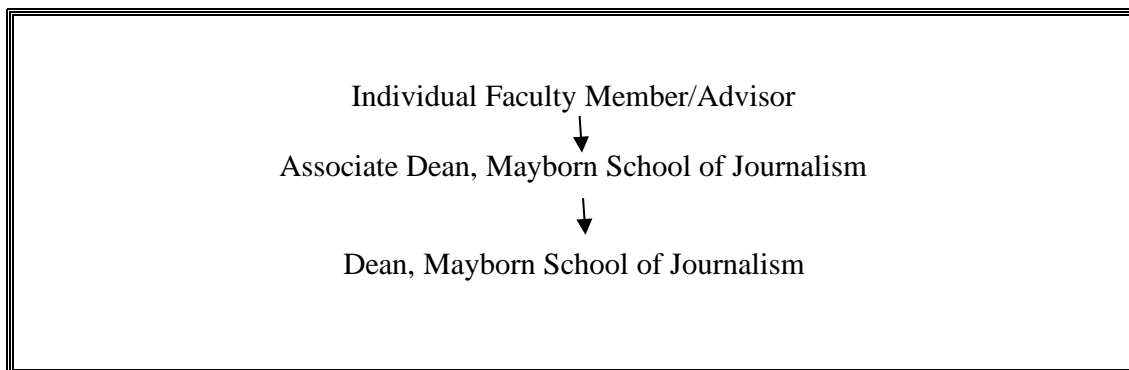 Individual Faculty Member/Advisor
Associate Dean, Mayborn School of Journalism
Dean, Mayborn School of Journalism